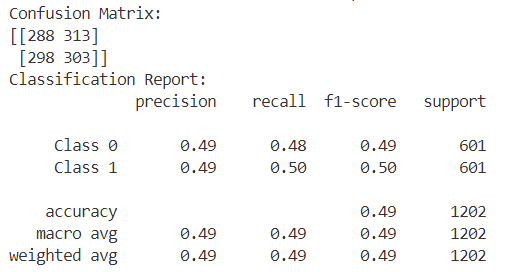 Confusion Matrix:
[[288 313]
[298 303]]
Classification Report:
precision recall f1-score support
Class 0 0.49 0.48 0.49 601
Class 1 0.49 0.50 0.50 601
accuracy 0.49 1202
macro avg 0.49 0.49 0.49 1202
weighted avg 0.49 0.49 0.49 1202